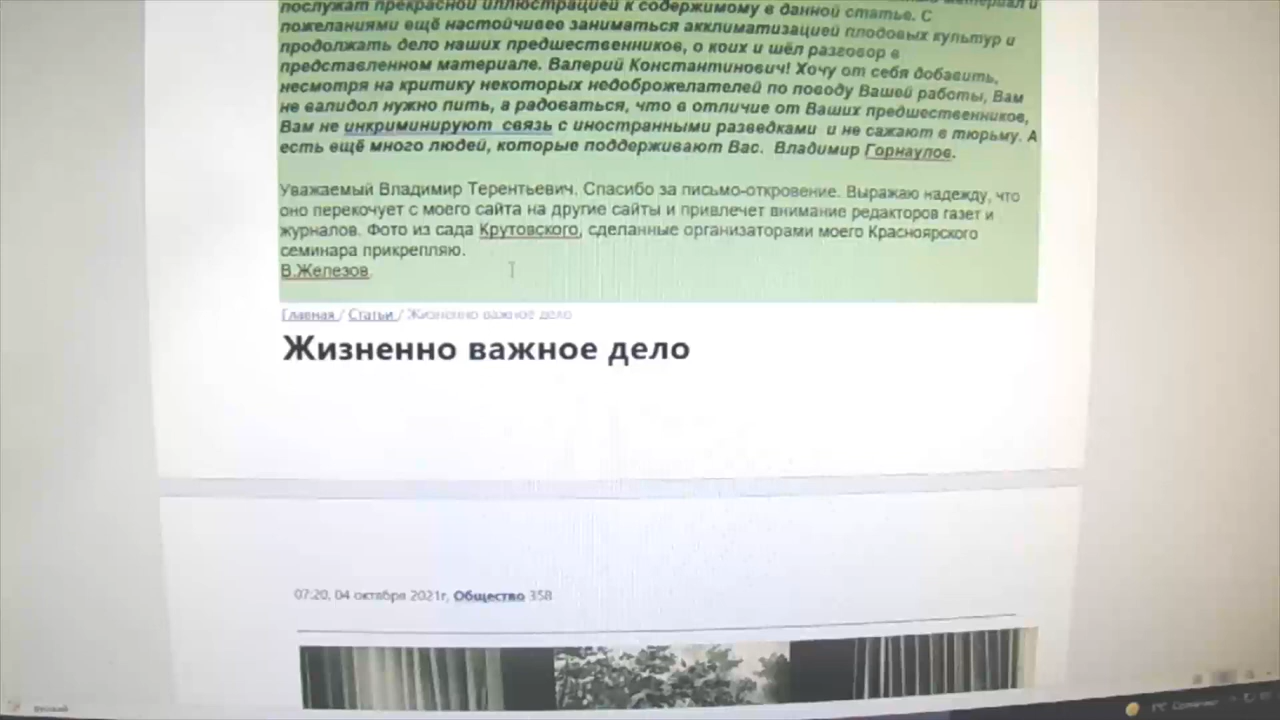 послужат прекрасной иллюстрацией к содержимому в данной статье. С
пожеланиями ещё настойчивее заниматься акклиматизацией плодовых культур и
продолжать дело наших предшественников, о коих и шёл разговор в
представленном материале. Валерий Константинович! Хочу от себя добавить,
несмотря на критику некоторых недоброжелателей по поводу Вашей работы, Вам
не валидол нужно пить, а радоваться, что в отличие от Ваших предшественников,
Вам не инкриминируют связь с иностранными разведками и не сажают в тюрьму. А
есть ещё много людей, которые поддерживают Вас. Владимир Горнаулов.
Уважаемый Владимир Терентьевич. Спасибо за письмо-откровение. Выражаю надежду, что
оно перекочует с моего сайта на другие сайты и привлечет внимание редакторов газет и
журналов. Фото из сада Крутовского, сделанные организаторами моего Красноярского
семинара прикрепляю.
В.Железов.
Главная / Статьи / Жизненно важное дело
Жизненно важное дело
07:20, 04 октября 2021г, Общество 358